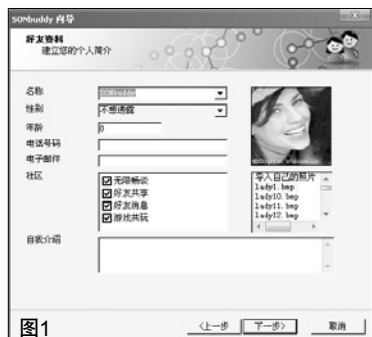 SONbuddy 向导
好友资料
建立您的个人简介
名称 SONbuddy
性别 不想透露
年龄 0
电话号码
电子邮件
社区
无限畅谈
好友共享
好友消息
游戏共玩
导入自己的照片
lady1.bmp
lady10.bmp
lady11.bmp
lady12.bmp
自我介绍
图1
<上一步 下一步> 取消